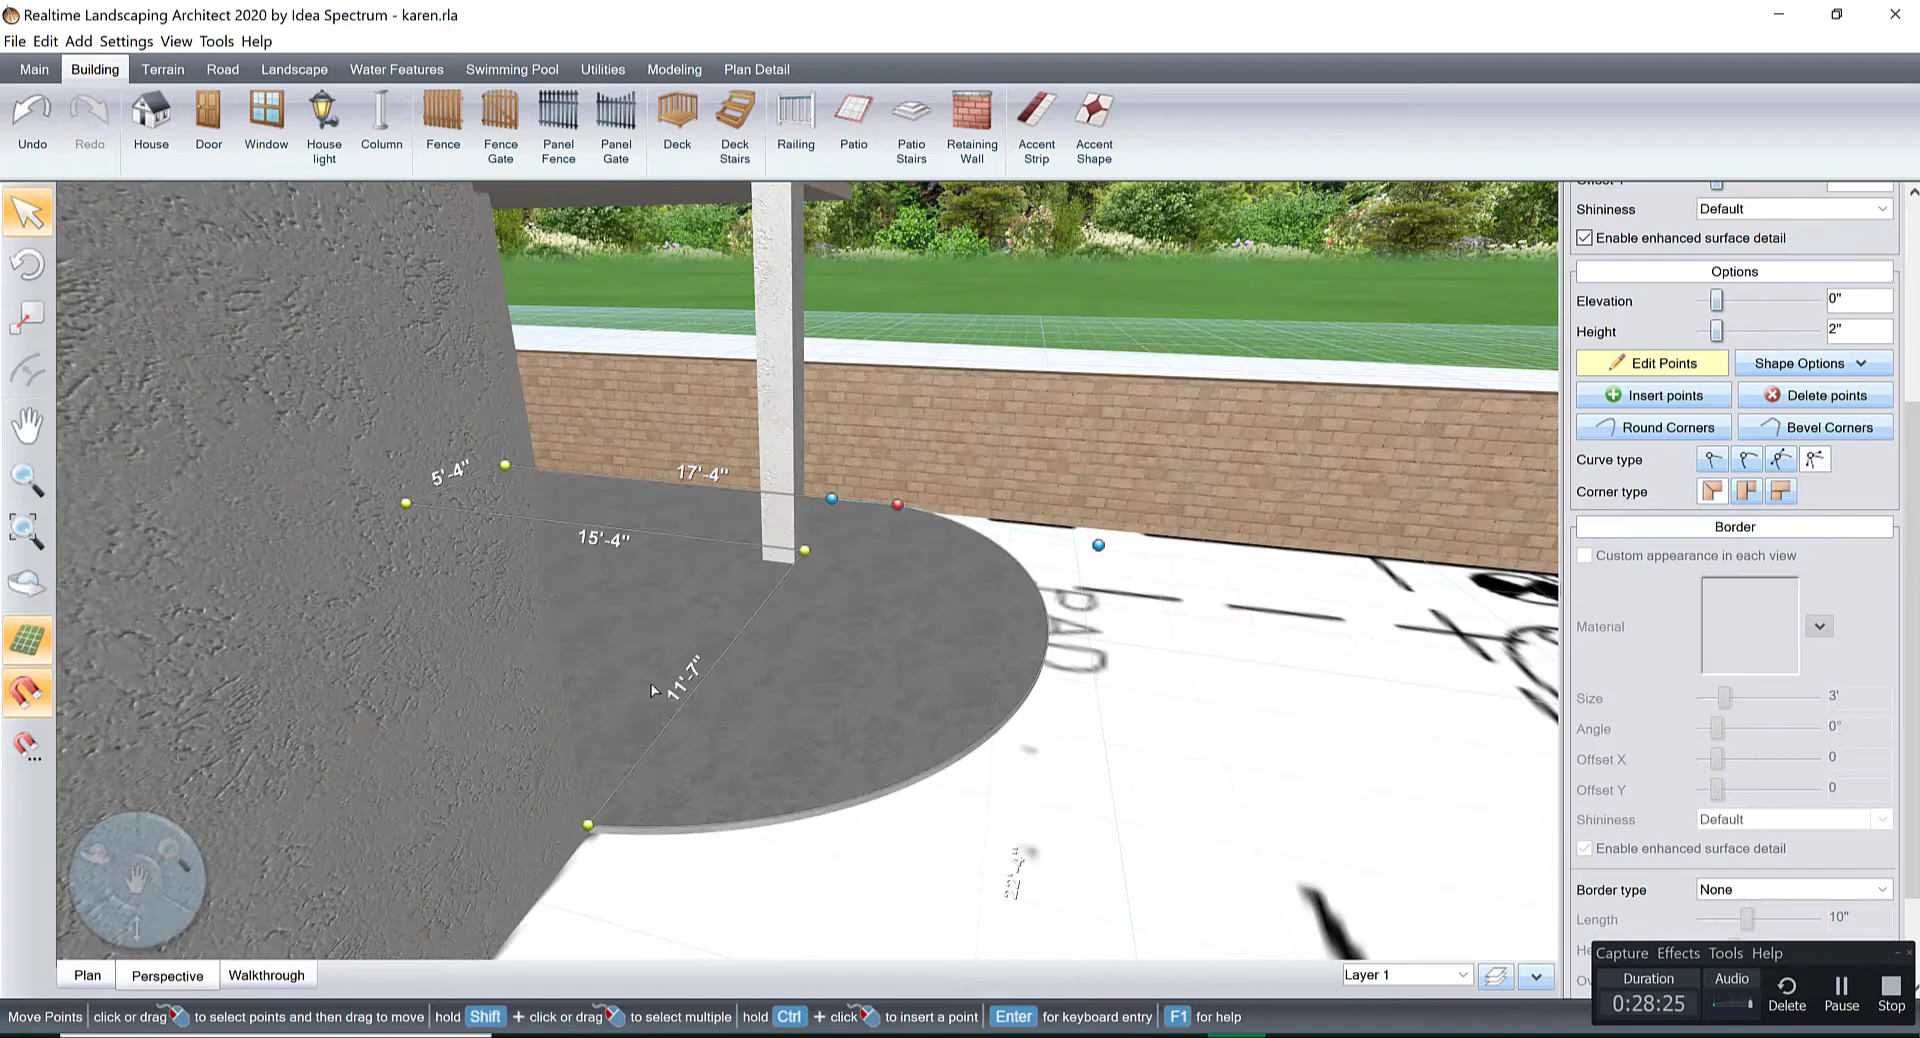 Realtime Landscaping Architect 2020 by Idea Spectrum - karen.rla
File Edit Add Settings View Tools Help
Main Building Terrain Road Landscape Water Features Swimming Pool Utilities Modeling Plan Detail
Undo Redo House Door Window House light Column Fence Fence Gate Panel Fence Panel Gate Deck Deck Stairs Railing Patio Patio Stairs Retaining Wall Accent Strip Accent Shape
Shininess Default
Enable enhanced surface detail
Options
Elevation 0"
Height 2"
Edit Points Shape Options
Insert points Delete points
Round Corners Bevel Corners
Curve type
Corner type
Border
Custom appearance in each view
Material
Size 3'
Angle 0°
Offset X 0
Offset Y 0
Shininess Default
Enable enhanced surface detail
Border type None
Length 10"
5'-4"
17'-4"
15'-4"
11'-7"
PAD
Plan Perspective Walkthrough
Layer 1
Capture Effects Tools Help
Duration Audio
0:28:25 Delete Pause Stop
Move Points click or drag to select points and then drag to move hold Shift + click or drag to select multiple hold Ctrl + click to insert a point Enter for keyboard entry F1 for help